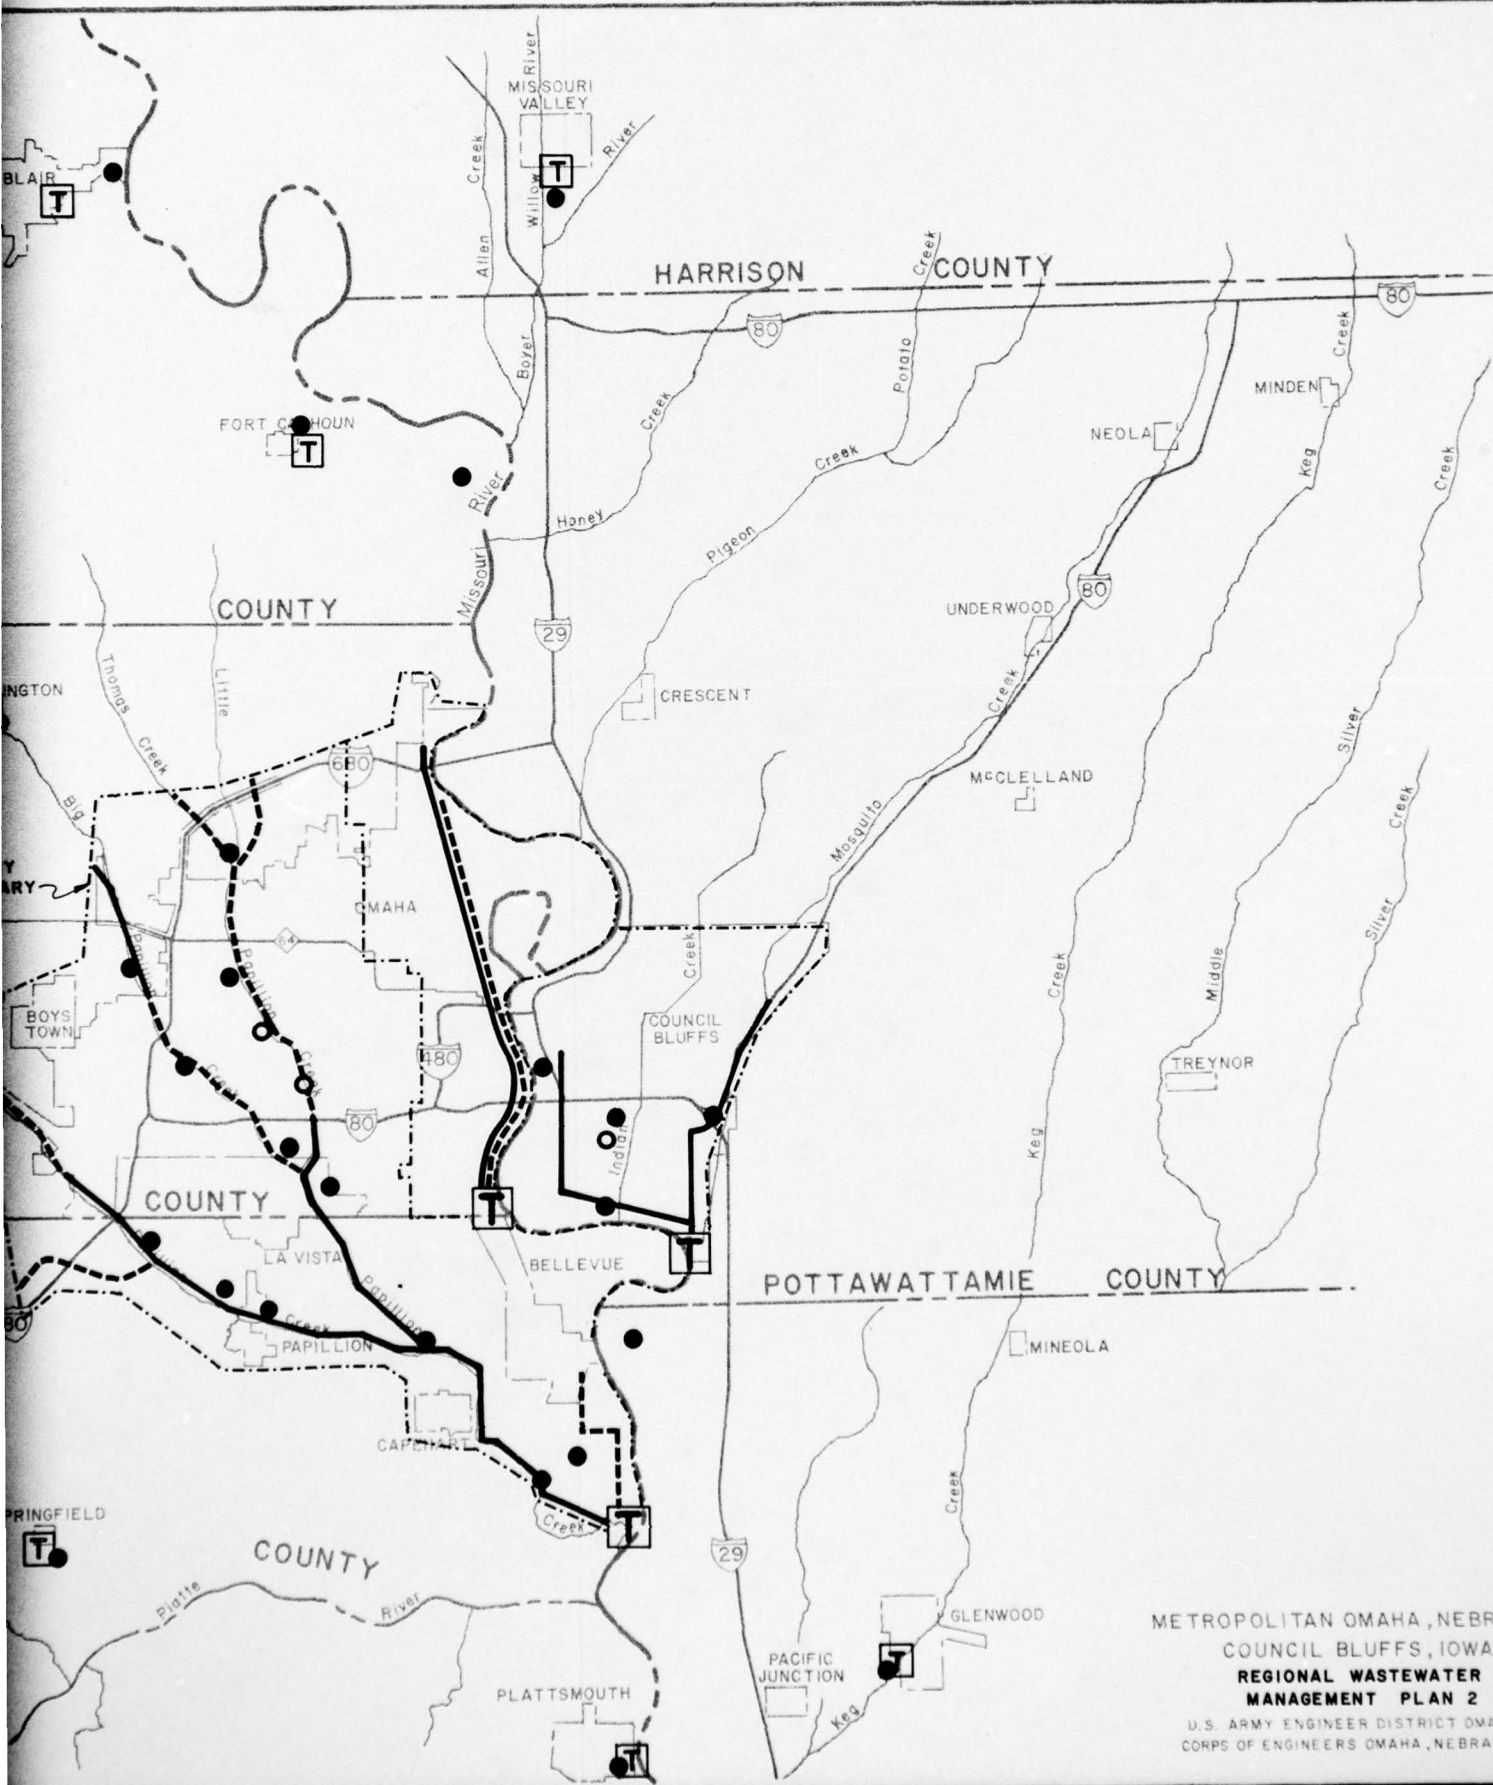 River
MISSOURI
VALLEY
Creek
River
BLAIR
T
T
Willow
Allen
Creek
HARRISON COUNTY
80
80
Boyer
Potato
Creek
MINDEN
Creek
FORT CALHOUN
T
NEOLA
Creek
Keg
Creek
River
Honey
Pigeon
Missouri
80
COUNTY
UNDERWOOD
29
Thomas
Little
INGTON
CRESCENT
Creek
Creek
Silver
680
McCLELLAND
Big
Mosquito
Creek
Y
ARY
OMAHA
64
Creek
Silver
Papillion
Papillion
Creek
Middle
BOYS
TOWN
COUNCIL
BLUFFS
480
Creek
Creek
TREYNOR
80
Indian
Keg
COUNTY
T
T
LA VISTA
BELLEVUE
POTTAWATTAMIE COUNTY
Papillion
80
Creek
PAPILLION
MINEOLA
CAPEHART
Creek
PRINGFIELD
T
Creek
T
COUNTY
29
Platte
River
GLENWOOD
T
PACIFIC
JUNCTION
Keg
PLATTSMOUTH
T
METROPOLITAN OMAHA, NEBR
COUNCIL BLUFFS, IOWA
REGIONAL WASTEWATER
MANAGEMENT PLAN 2
U.S. ARMY ENGINEER DISTRICT OMA
CORPS OF ENGINEERS OMAHA, NEBRA